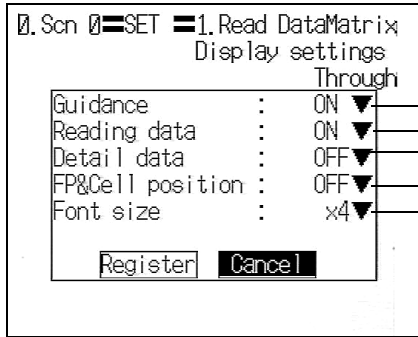 0.Scn 0=SET =1.Read DataMatrix
Display settings
Through
Guidance : ON ▼
Reading data : ON ▼
Detail data : OFF▼
FP&Cell position : OFF▼
Font size : x4▼
Register Cancel